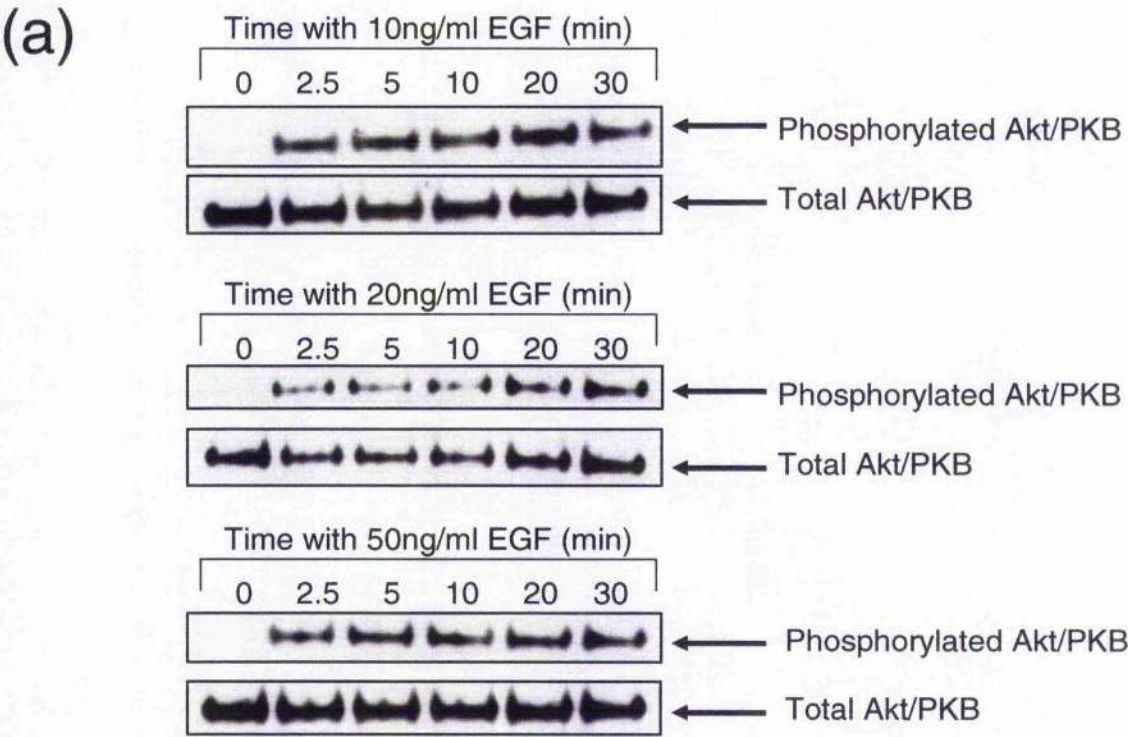 (a)
Time with 10ng/ml EGF (min)
0 2.5 5 10 20 30
Phosphorylated Akt/PKB
Total Akt/PKB
Time with 20ng/ml EGF (min)
0 2.5 5 10 20 30
Phosphorylated Akt/PKB
Total Akt/PKB
Time with 50ng/ml EGF (min)
0 2.5 5 10 20 30
Phosphorylated Akt/PKB
Total Akt/PKB